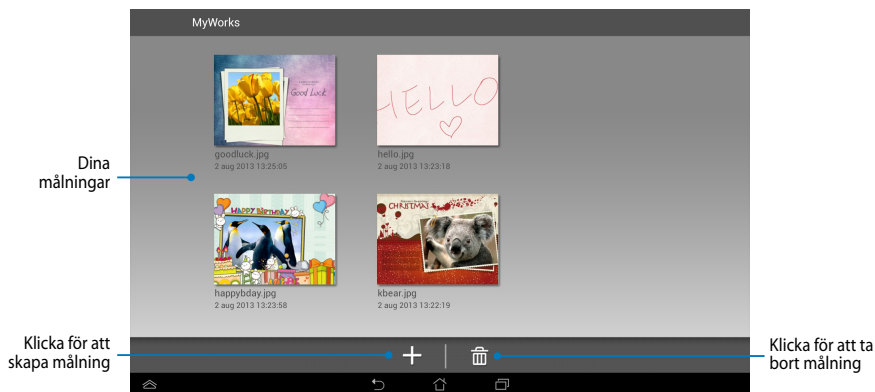 MyWorks
Good Luck
HELLO
goodluck.jpg
2 aug 2013 13:25:05
hello.jpg
2 aug 2013 13:23:18
Dina
målningar
HAPPY BIRTHDAY
CHRISTMAS
happybday.jpg
2 aug 2013 13:23:58
kbear.jpg
2 aug 2013 13:22:19
Klicka för att
skapa målning
Klicka för att ta
bort målning